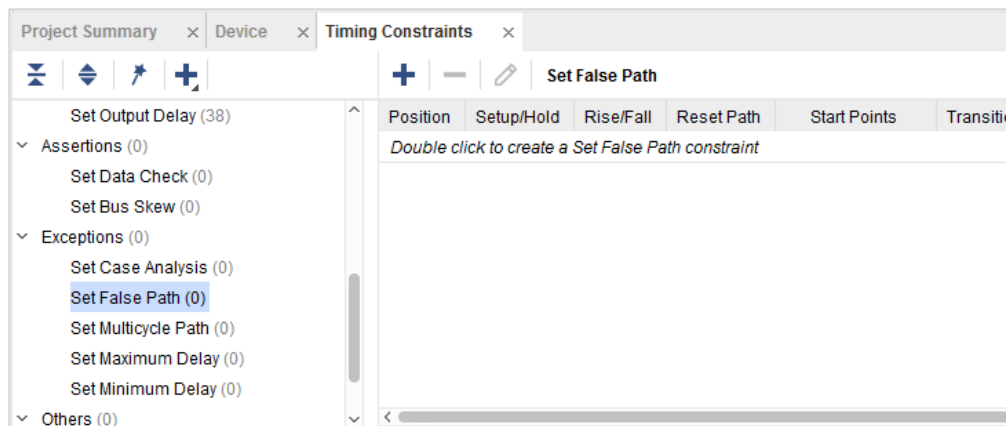 Project Summary × Device × Timing Constraints ×
Set False Path
Set Output Delay (38)
Assertions (0)
Set Data Check (0)
Set Bus Skew (0)
Exceptions (0)
Set Case Analysis (0)
Set False Path (0)
Set Multicycle Path (0)
Set Maximum Delay (0)
Set Minimum Delay (0)
Others (0)
Position Setup/Hold Rise/Fall Reset Path Start Points Transiti
Double click to create a Set False Path constraint